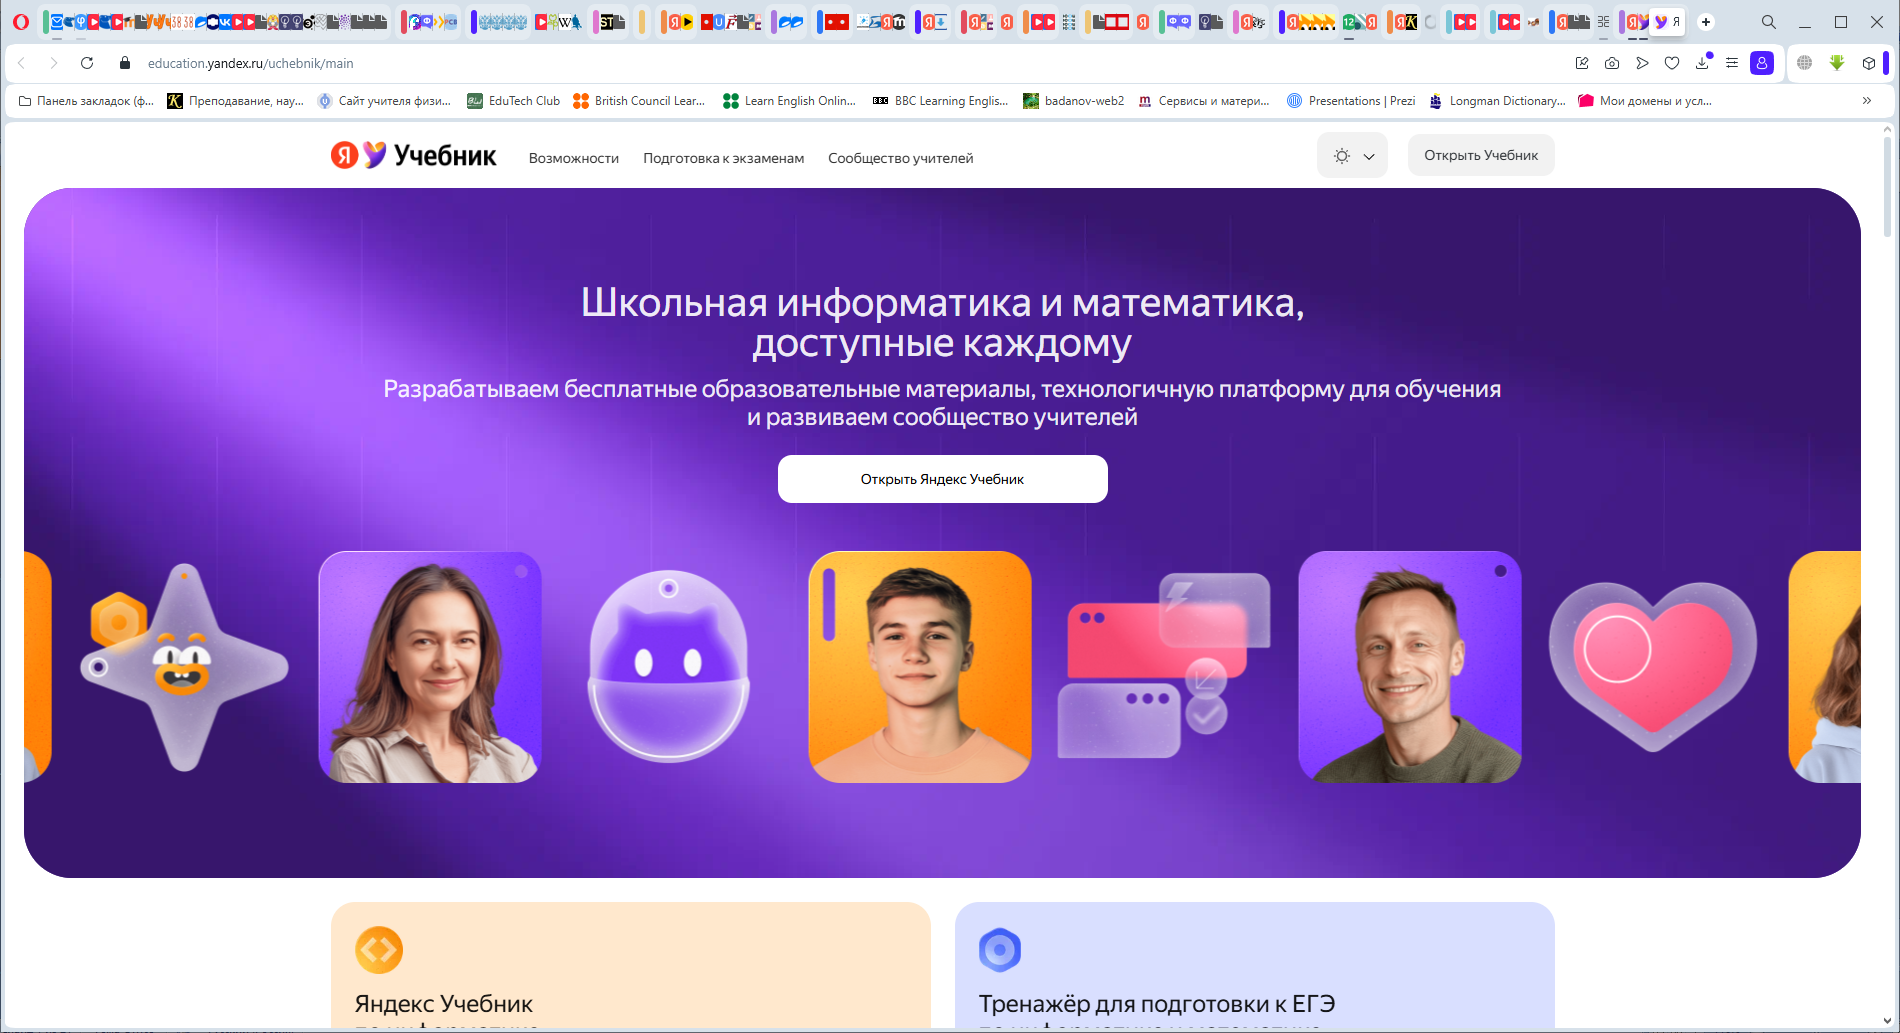 education.yandex.ru/uchebnik/main
Панель закладок (ф...
Преподавание, нау...
Сайт учителя физи...
EduTech Club
British Council Lear...
Learn English Onlin...
BBC Learning Englis...
badanov-web2
Сервисы и матери...
Presentations | Prezi
Longman Dictionary...
Мои домены и усл...
Я Учебник
Возможности
Подготовка к экзаменам
Сообщество учителей
Открыть Учебник
Школьная информатика и математика,
доступные каждому
Разрабатываем бесплатные образовательные материалы, технологичную платформу для обучения
и развиваем сообщество учителей
Открыть Яндекс Учебник
Яндекс Учебник
Тренажёр для подготовки к ЕГЭ